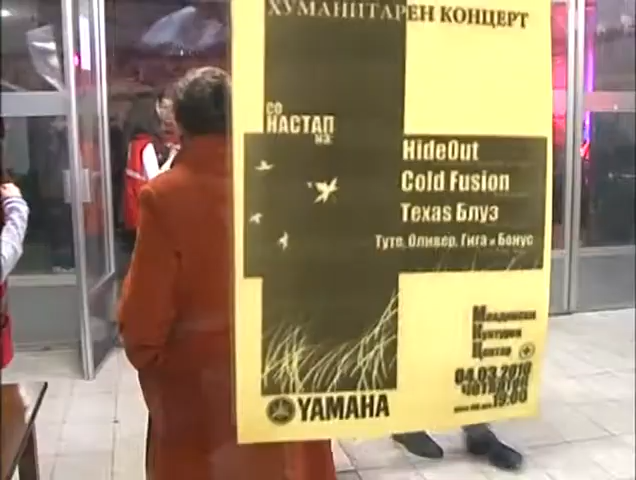 ХУМАНИТАРЕН КОНЦЕРТ
СО
НАСТАП
НА:
HideOut
Cold Fusion
Texas Блуз
Туте, Оливер, Гига и Бонус
Младински
Културен
Центар
04.03.2010
ЧЕТВРТОК
19:00
YAMAHA